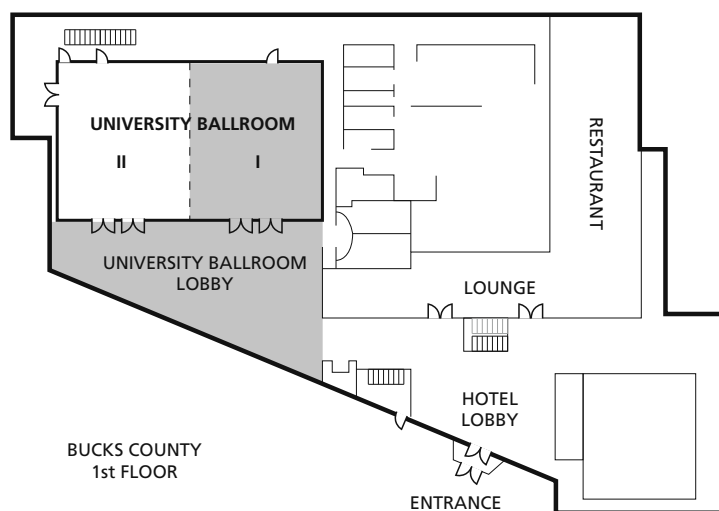 UNIVERSITY BALLROOM
II
I
UNIVERSITY BALLROOM
LOBBY
RESTAURANT
LOUNGE
HOTEL
LOBBY
BUCKS COUNTY
1st FLOOR
ENTRANCE